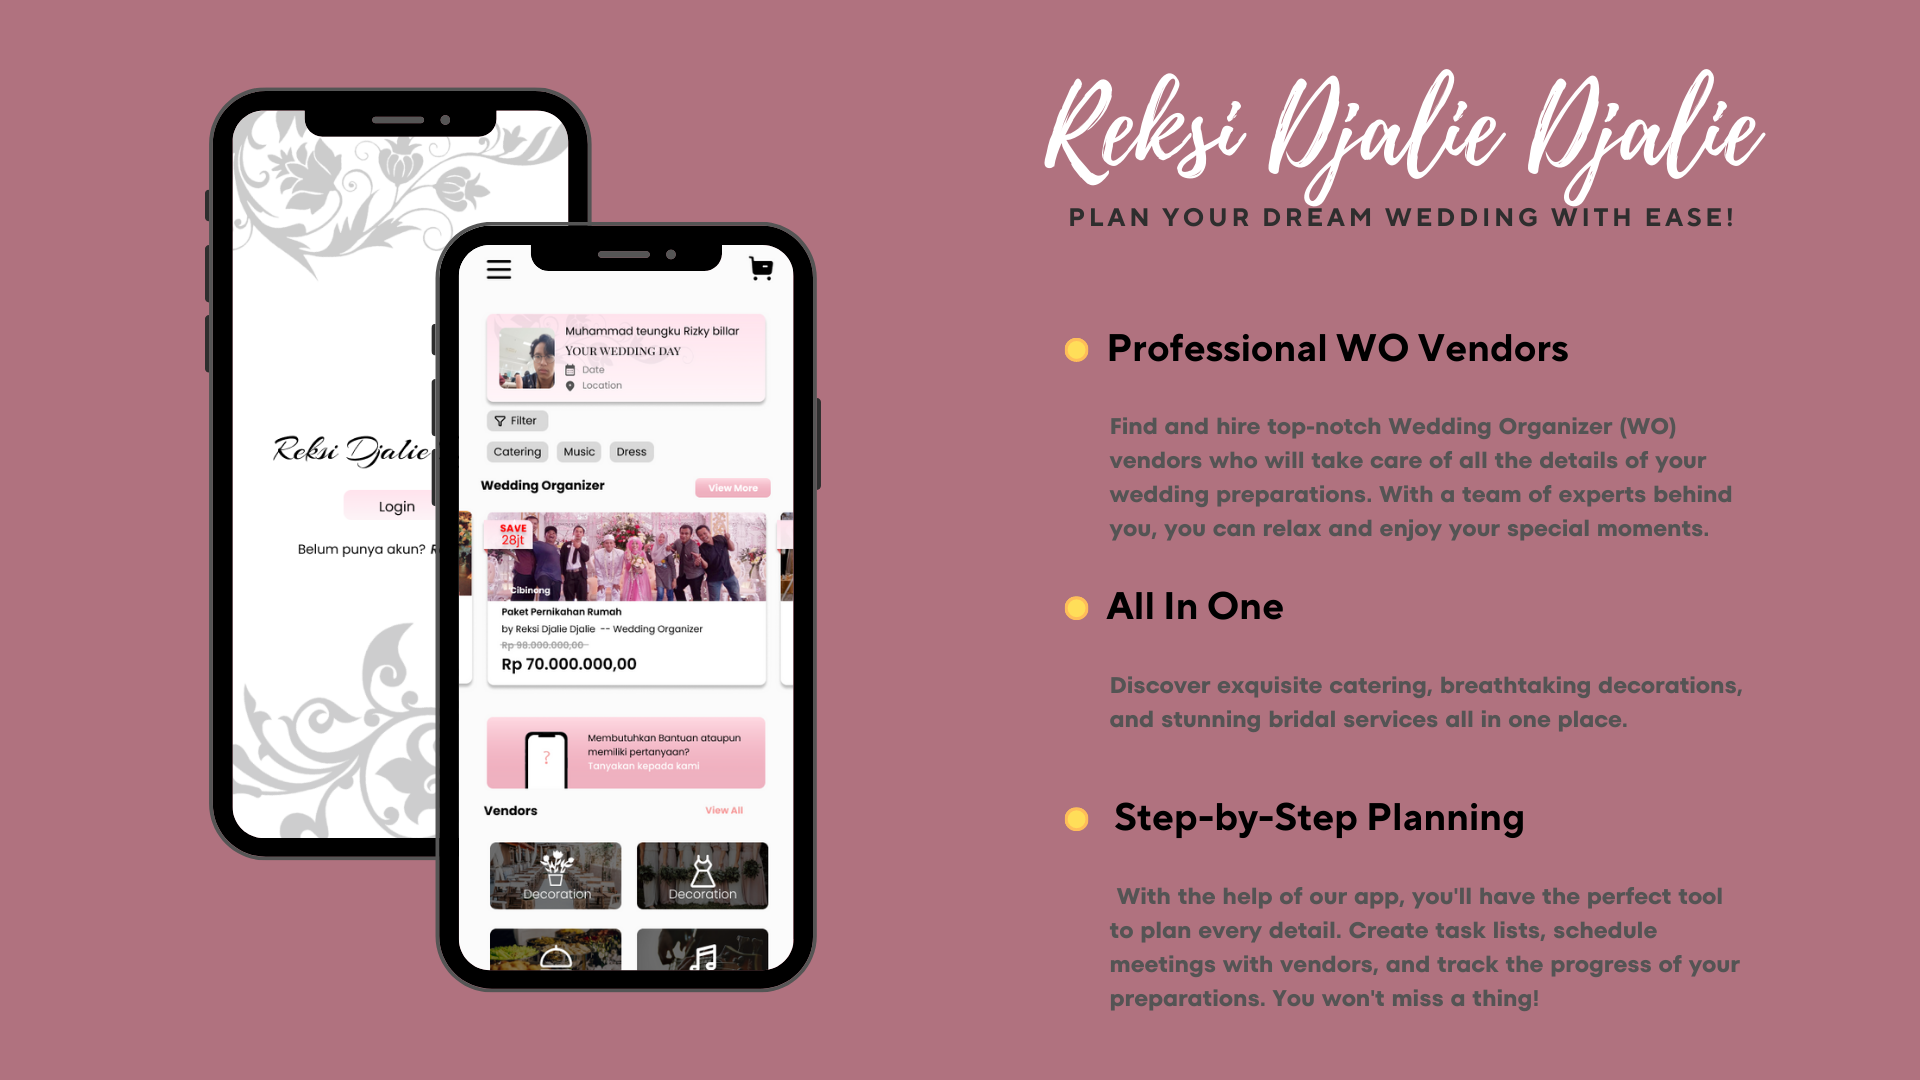 Reksi Djalie
Login
Belum punya akun?
Muhammad teungku Rizky billar
YOUR WEDDING DAY
Date
Location
Filter
Catering Music Dress
Wedding Organizer
View More
SAVE
28jt
Cibinong
Paket Pernikahan Rumah
by Reksi Djalie Djalie -- Wedding Organizer
Rp 98.000.000,00
Rp 70.000.000,00
Membutuhkan Bantuan ataupun
memiliki pertanyaan?
Tanyakan kepada kami
?
Vendors
View All
Decoration
Decoration
Reksi Djalie Djalie
PLAN YOUR DREAM WEDDING WITH EASE!
Professional WO Vendors
Find and hire top-notch Wedding Organizer (WO)
vendors who will take care of all the details of your
wedding preparations. With a team of experts behind
you, you can relax and enjoy your special moments.
All In One
Discover exquisite catering, breathtaking decorations,
and stunning bridal services all in one place.
Step-by-Step Planning
With the help of our app, you'll have the perfect tool
to plan every detail. Create task lists, schedule
meetings with vendors, and track the progress of your
preparations. You won't miss a thing!